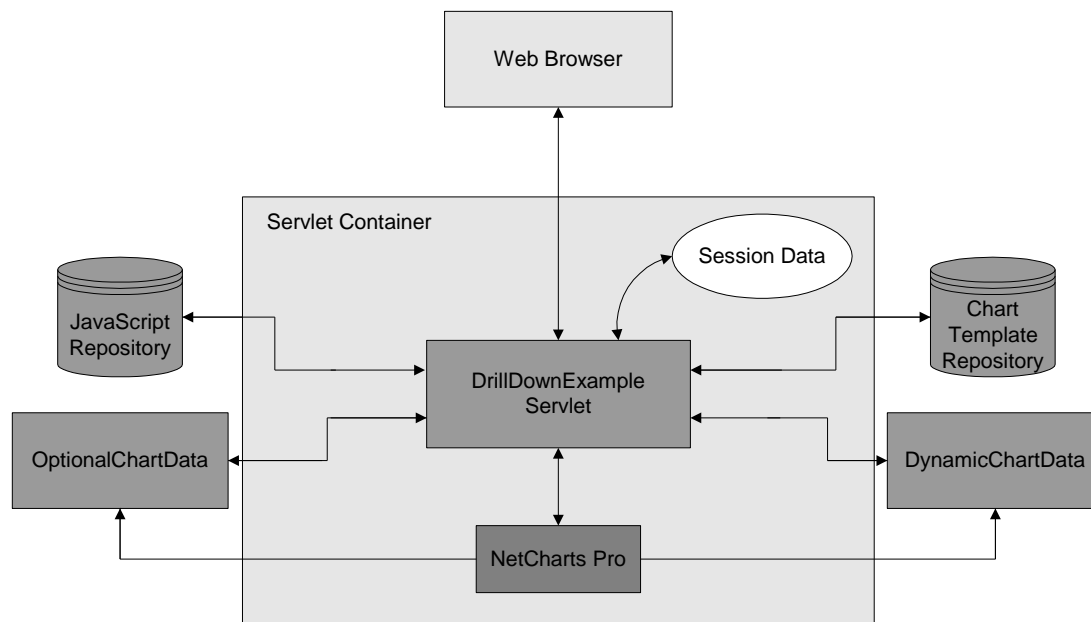 Web Browser
Servlet Container
Session Data
JavaScript
Repository
Chart
Template
Repository
DrillDownExample
Servlet
OptionalChartData
DynamicChartData
NetCharts Pro